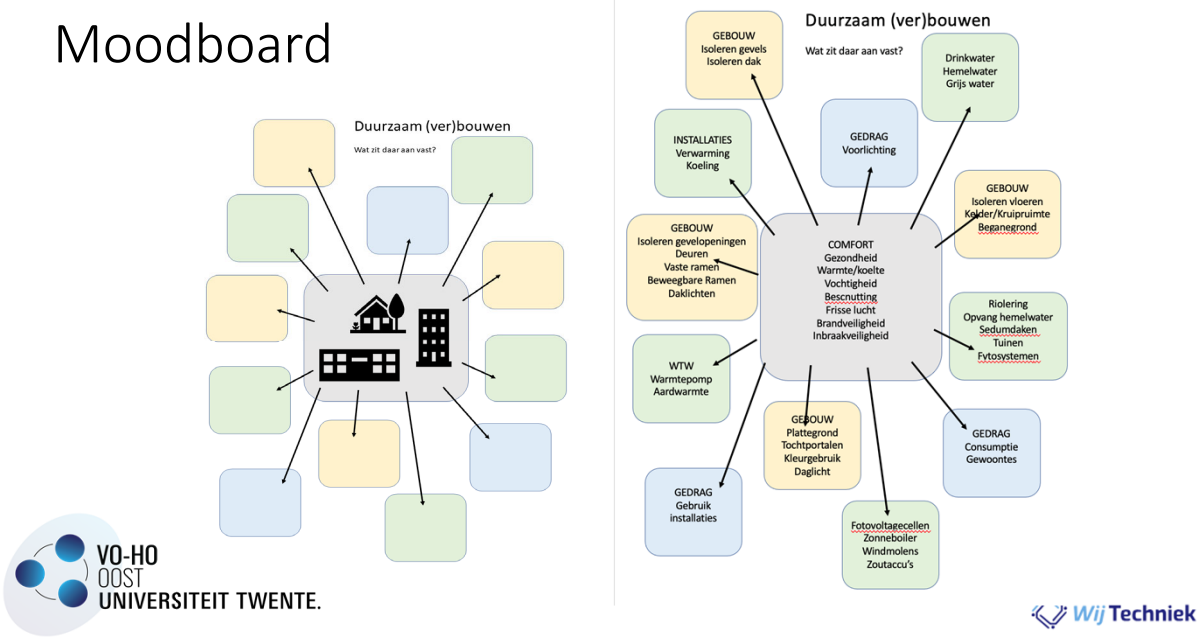 Moodboard
Duurzaam (ver)bouwen
Wat zit daar aan vast?
VO-HO
OOST
UNIVERSITEIT TWENTE.
Duurzaam (ver)bouwen
Wat zit daar aan vast?
GEBOUW
Isoleren gevels
Isoleren dak
Drinkwater
Hemelwater
Grijs water
INSTALLATIES
Verwarming
Koeling
GEDRAG
Voorlichting
GEBOUW
Isoleren vloeren
Kelder/Kruipruimte
Beganegrond
GEBOUW
Isoleren gevelopeningen
Deuren
Vaste ramen
Beweegbare Ramen
Daklichten
COMFORT
Gezondheid
Warmte/koelte
Vochtigheid
Bescnutting
Frisse lucht
Brandveiligheid
Inbraakveiligheid
Riolering
Opvang hemelwater
Sedumdaken
Tuinen
Fytosystemen
WTW
Warmtepomp
Aardwarmte
GEBOUW
Plattegrond
Tochtportalen
Kleurgebruik
Daglicht
GEDRAG
Consumptie
Gewoontes
GEDRAG
Gebruik
installaties
Fotovoltagecellen
Zonneboiler
Windmolens
Zoutaccu's
Wij Techniek